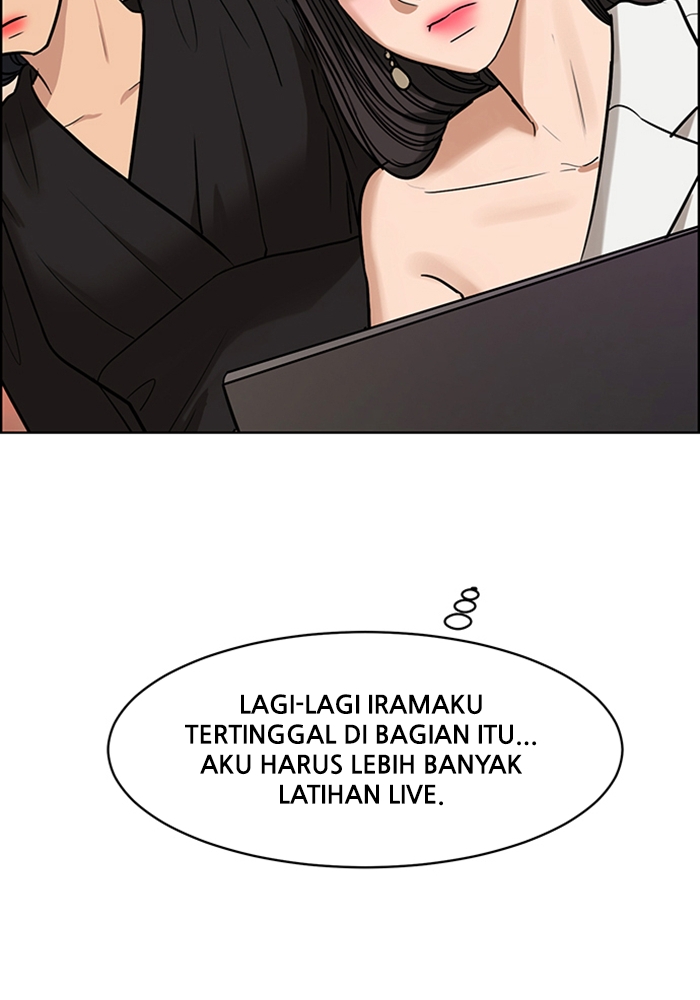 LAGI-LAGI IRAMAKU
TERTINGGAL DI BAGIAN ITU...
AKU HARUS LEBIH BANYAK
LATIHAN LIVE.